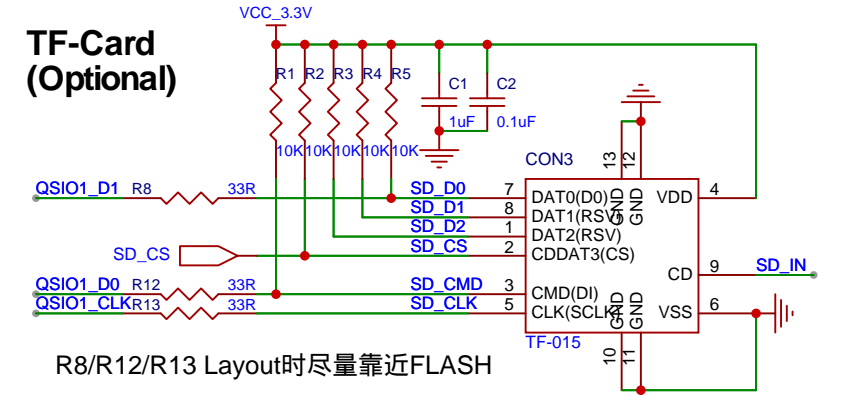 VCC_3.3V
TF-Card
(Optional)
R1 R2 R3 R4 R5
C1 C2
1uF 0.1uF
10K 10K 10K 10K 10K
CON3
13 12
QSIO1_D1 R8 33R SD_D0 7 DAT0(D0) GND GND VDD 4
SD_D1 8 DAT1(RSV)
SD_D2 1 DAT2(RSV)
SD_CS SD_CS 2 CDDAT3(CS)
CD 9 SD_IN
QSIO1_D0 R12 33R SD_CMD 3 CMD(DI)
QSIO1_CLK R13 33R SD_CLK 5 CLK(SCLK) GND GND VSS 6
TF-015
10 11
R8/R12/R13 Layout时尽量靠近FLASH